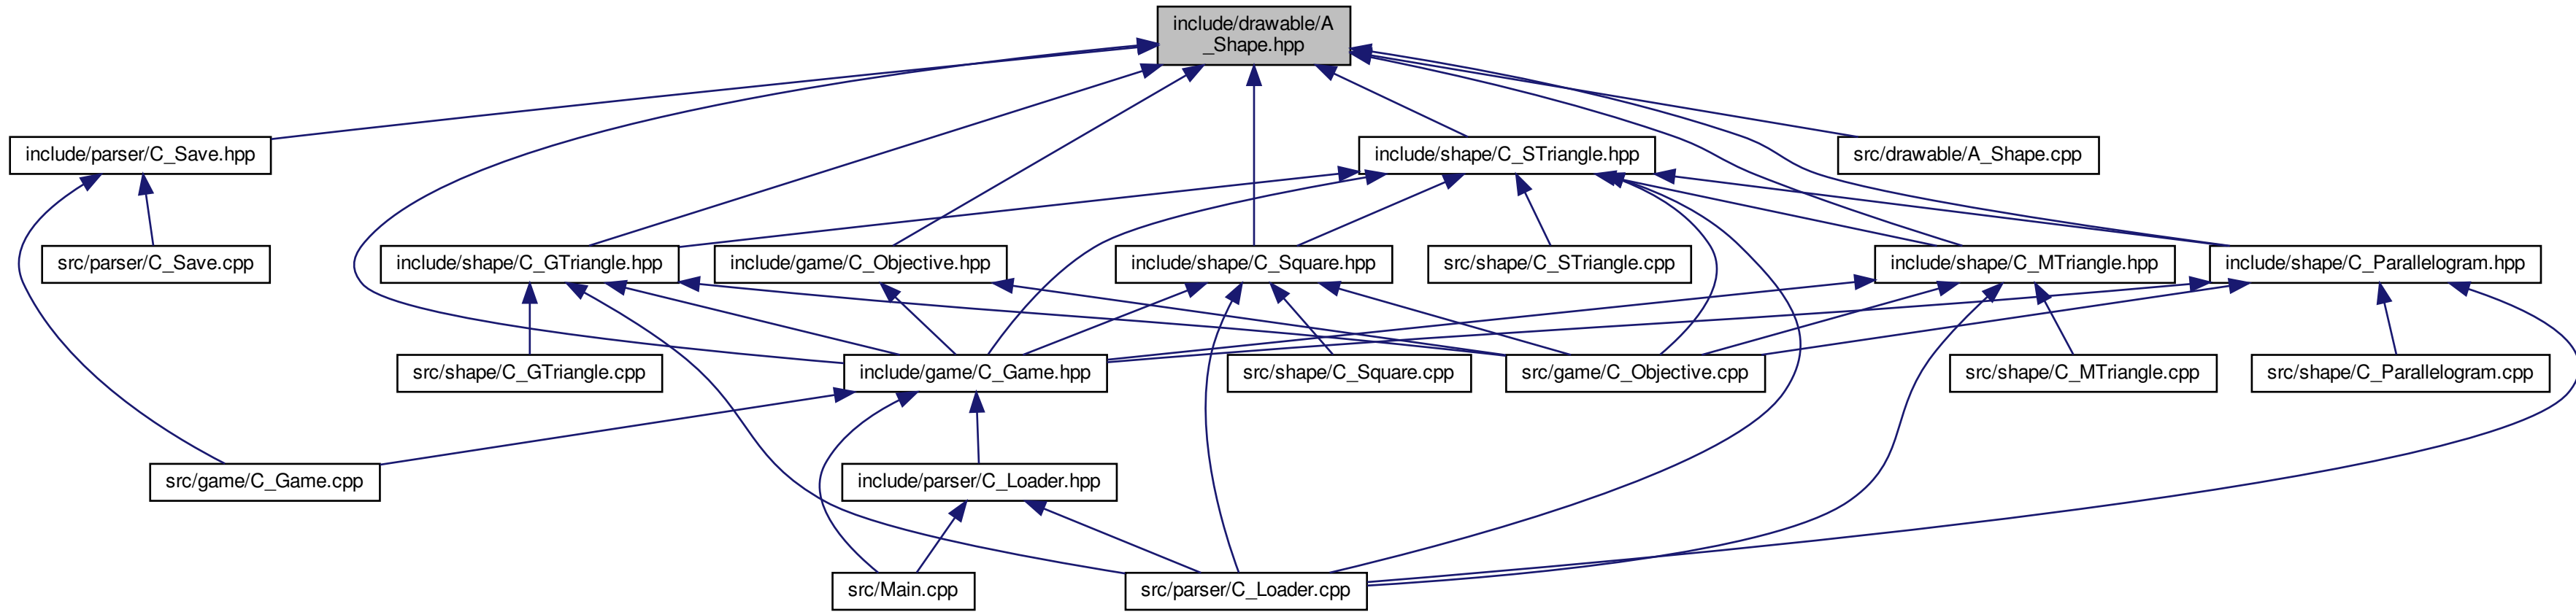 include/drawable/A
_Shape.hpp
include/parser/C_Save.hpp
include/shape/C_STriangle.hpp
src/drawable/A_Shape.cpp
src/parser/C_Save.cpp
include/shape/C_GTriangle.hpp
include/game/C_Objective.hpp
include/shape/C_Square.hpp
src/shape/C_STriangle.cpp
include/shape/C_MTriangle.hpp
include/shape/C_Parallelogram.hpp
src/shape/C_GTriangle.cpp
include/game/C_Game.hpp
src/shape/C_Square.cpp
src/game/C_Objective.cpp
src/shape/C_MTriangle.cpp
src/shape/C_Parallelogram.cpp
src/game/C_Game.cpp
include/parser/C_Loader.hpp
src/Main.cpp
src/parser/C_Loader.cpp